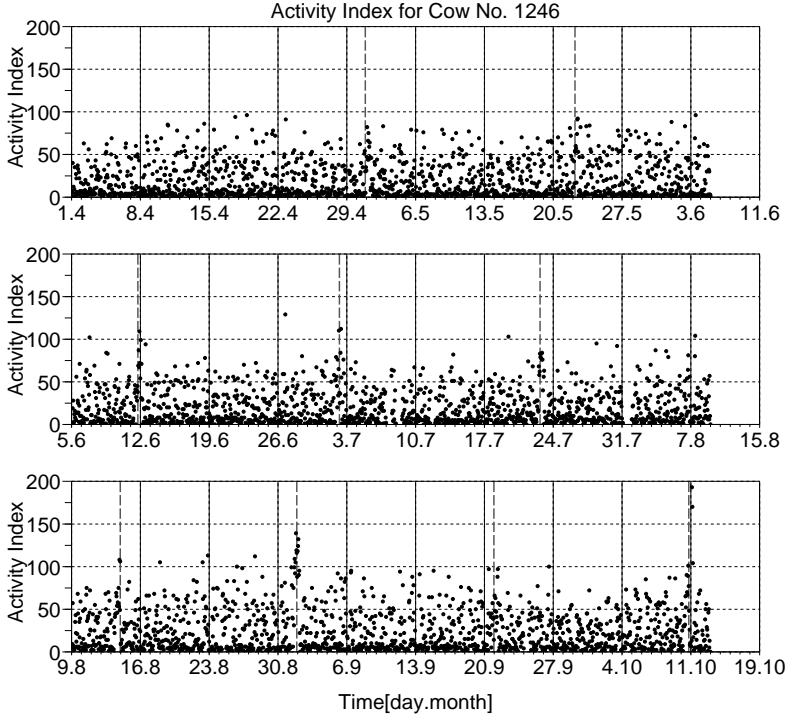 Activity Index for Cow No. 1246
200
150
100
50
0
Activity Index
1.4 8.4 15.4 22.4 29.4 6.5 13.5 20.5 27.5 3.6 11.6
200
150
100
50
0
Activity Index
5.6 12.6 19.6 26.6 3.7 10.7 17.7 24.7 31.7 7.8 15.8
200
150
100
50
0
Activity Index
9.8 16.8 23.8 30.8 6.9 13.9 20.9 27.9 4.10 11.10 19.10
Time[day.month]